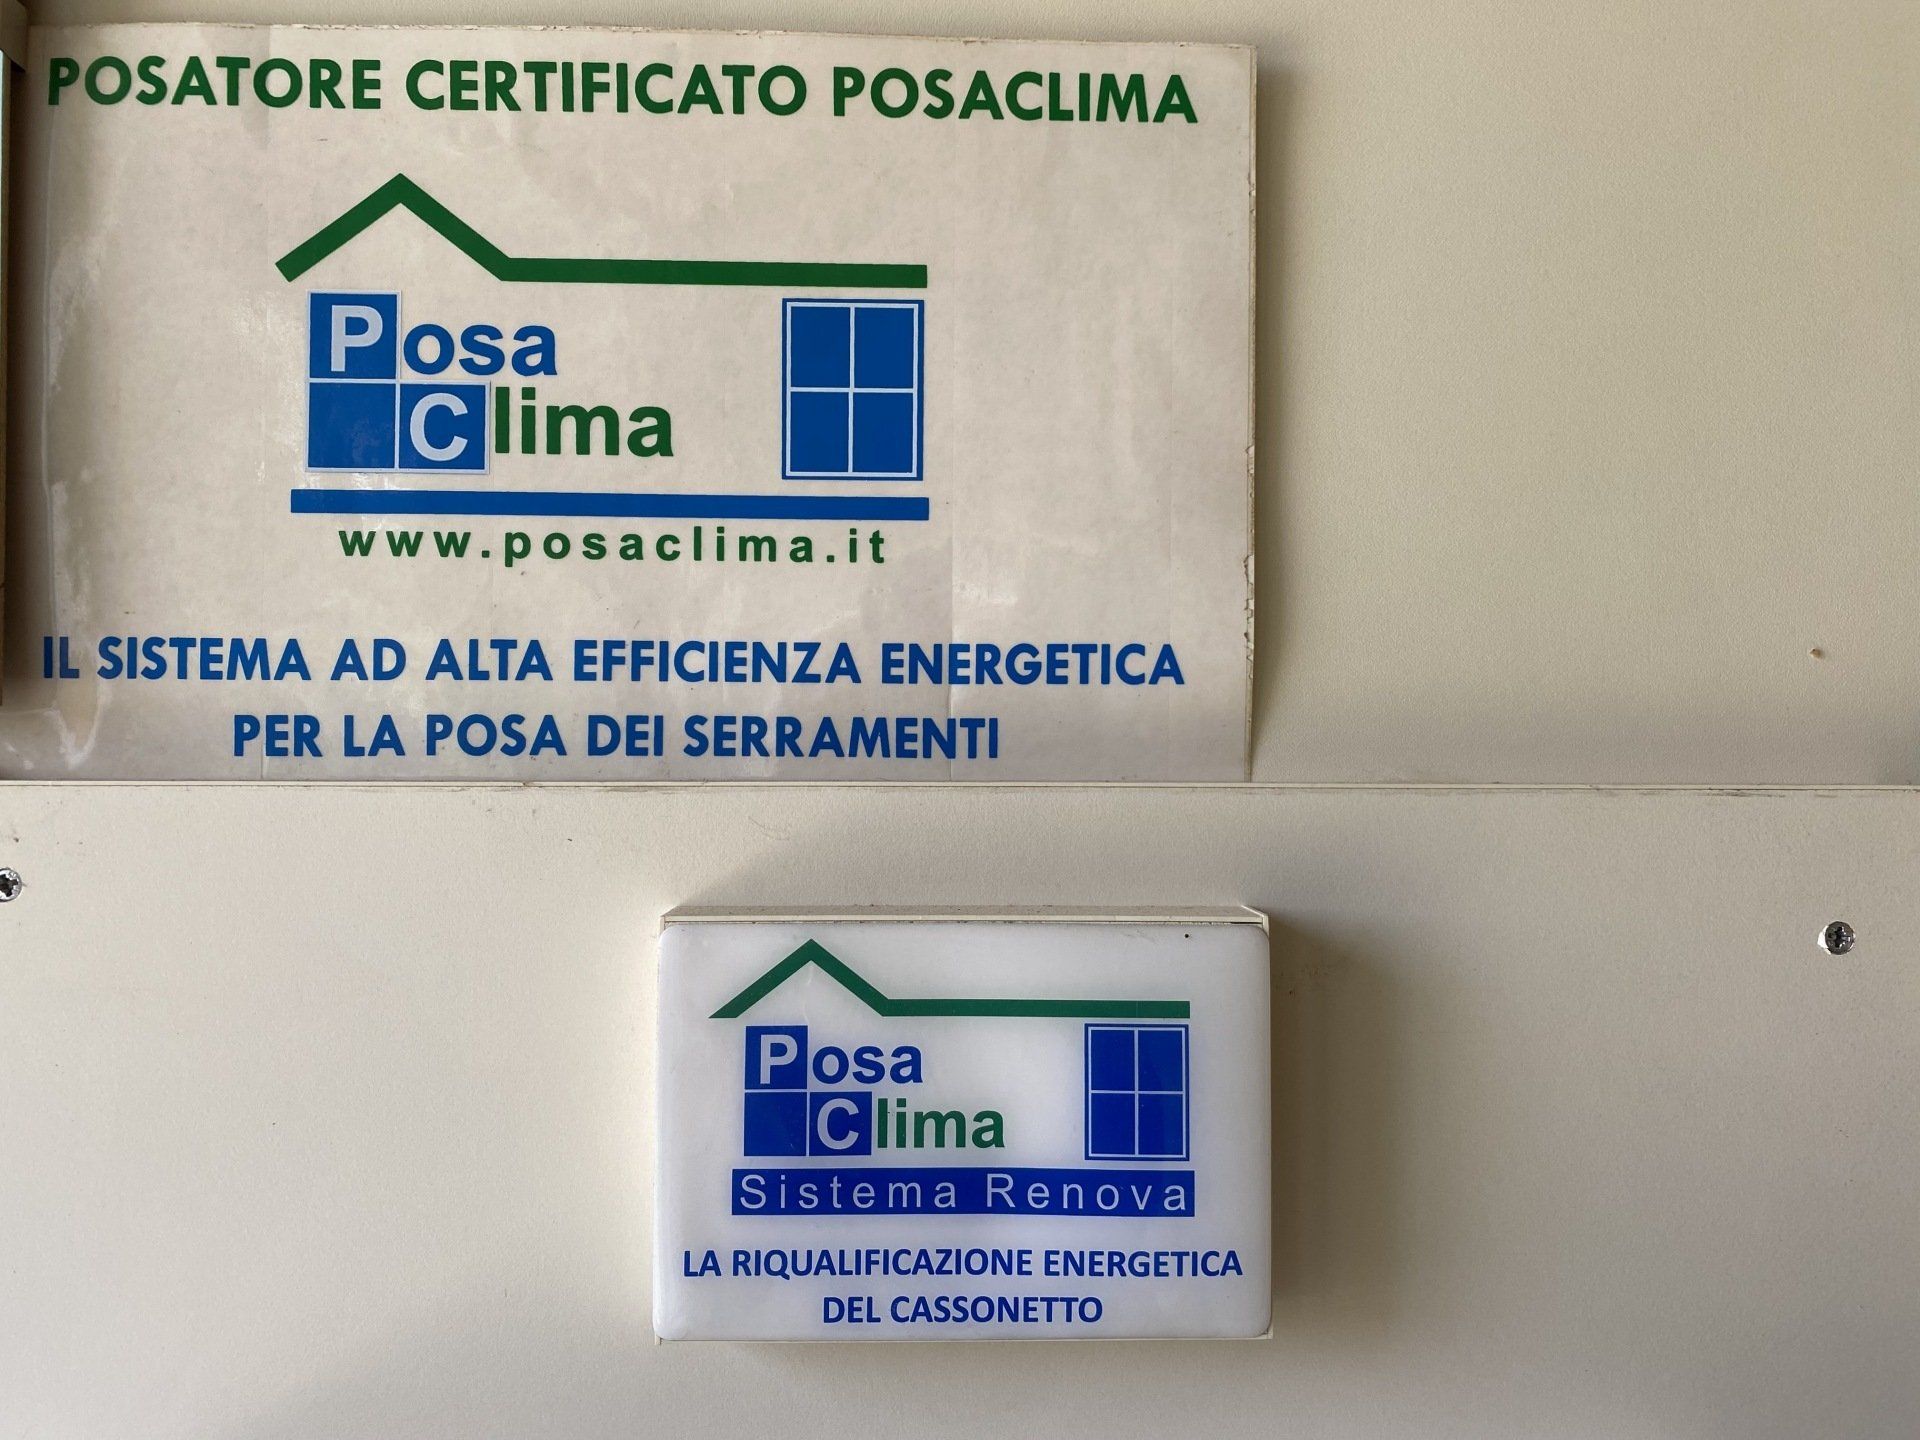 POSATORE CERTIFICATO POSACLIMA
Posa
Clima
www.posaclima.it
IL SISTEMA AD ALTA EFFICIENZA ENERGETICA
PER LA POSA DEI SERRAMENTI
Posa
Clima
Sistema Renova
LA RIQUALIFICAZIONE ENERGETICA
DEL CASSONETTO